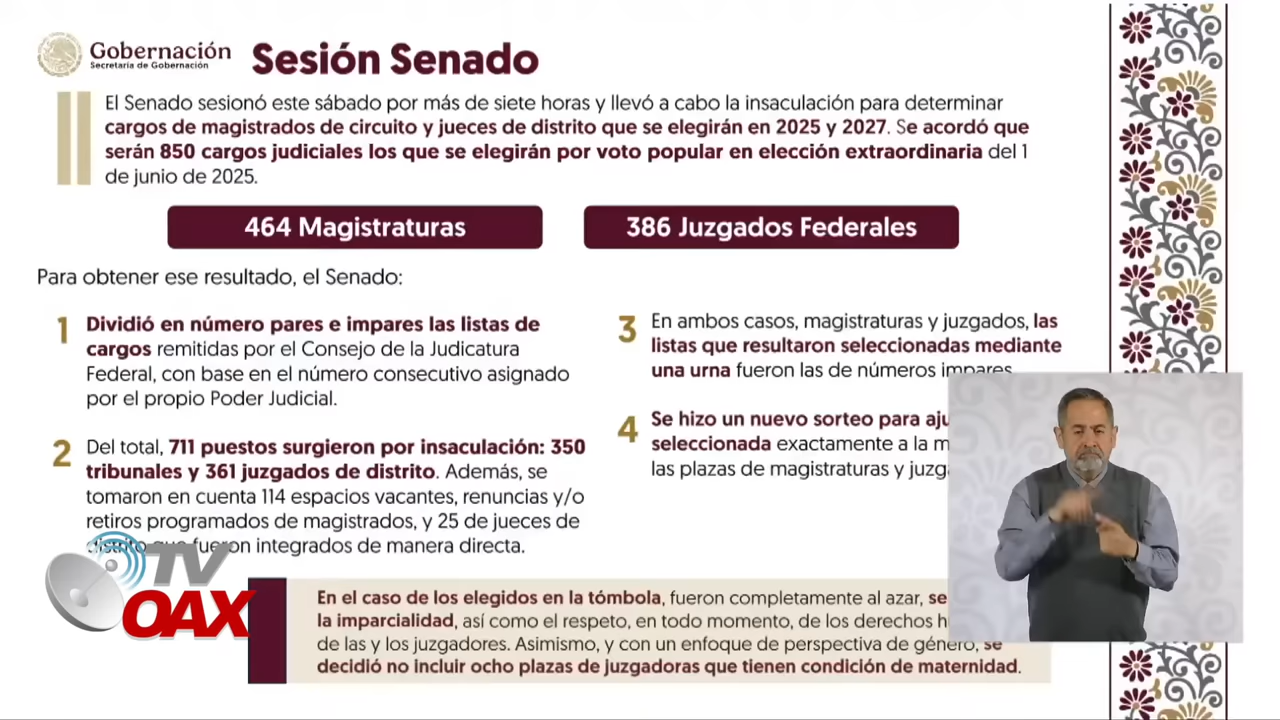 Gobernación
Secretaría de Gobernación
Sesión Senado
El Senado sesionó este sábado por más de siete horas y llevó a cabo la insaculación para determinar
cargos de magistrados de circuito y jueces de distrito que se elegirán en 2025 y 2027. Se acordó que
serán 850 cargos judiciales los que se elegirán por voto popular en elección extraordinaria del 1
de junio de 2025.
464 Magistraturas
386 Juzgados Federales
Para obtener ese resultado, el Senado:
1
Dividió en número pares e impares las listas de
cargos remitidas por el Consejo de la Judicatura
Federal, con base en el número consecutivo asignado
por el propio Poder Judicial.
2
Del total, 711 puestos surgieron por insaculación: 350
tribunales y 361 juzgados de distrito. Además, se
tomaron en cuenta 114 espacios vacantes, renuncias y/o
retiros programados de magistrados, y 25 de jueces de
distrito que fueron integrados de manera directa.
3
En ambos casos, magistraturas y juzgados, las
listas que resultaron seleccionadas mediante
una urna fueron las de números impares
4
Se hizo un nuevo sorteo para
seleccionada exactamente a la
las plazas de magistraturas y
En el caso de los elegidos en la tómbola, fueron completamente al azar,
la imparcialidad, así como el respeto, en todo momento, de los derechos
de las y los juzgadores. Asimismo, y con un enfoque de perspectiva de género, se
decidió no incluir ocho plazas de juzgadoras que tienen condición de maternidad.
TV
OAX